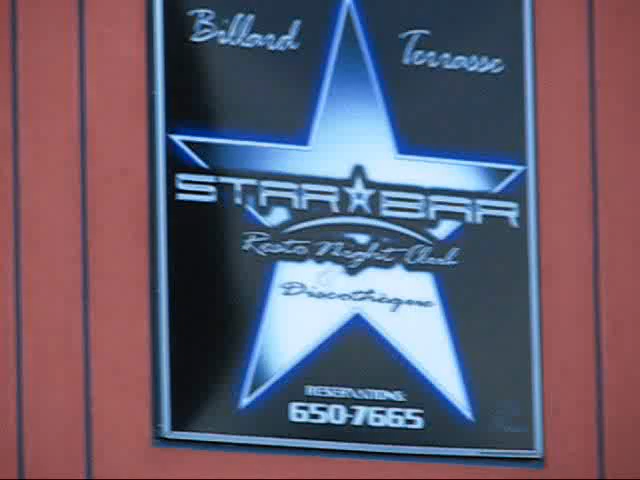 Billard
Terrasse
STAR BAR
Resto Night Club
Discothèque
RESERVATIONS
650-7665